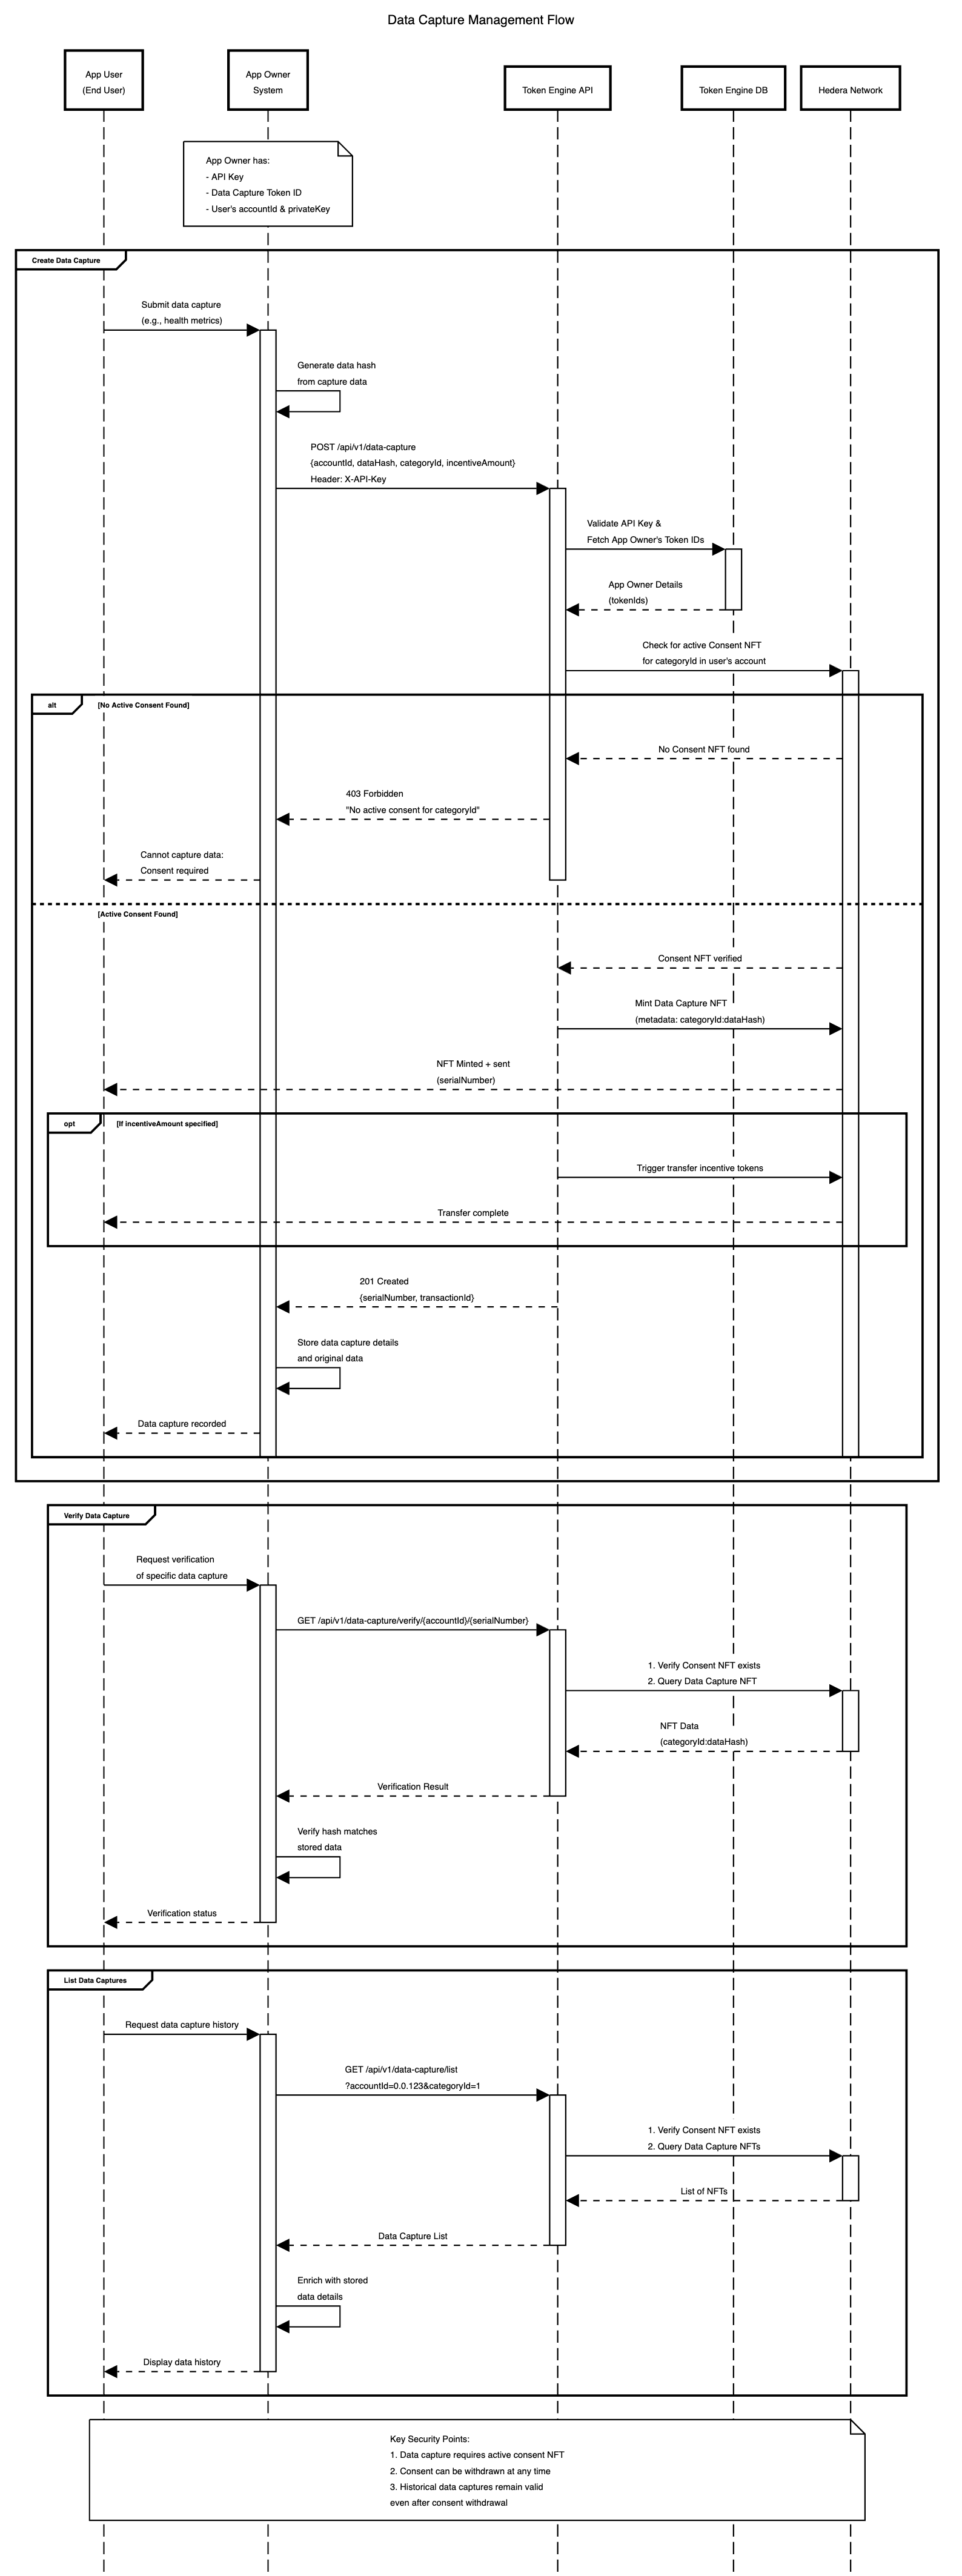 Data Capture Management Flow
App User
(End User)
App Owner
System
Token Engine API
Token Engine DB
Hedera Network
App Owner has:
- API Key
- Data Capture Token ID
- User's accountId & privateKey
Create Data Capture
Submit data capture
(e.g., health metrics)
Generate data hash
from capture data
POST /api/v1/data-capture
{accountId, dataHash, categoryId, incentiveAmount}
Header: X-API-Key
Validate API Key &
Fetch App Owner's Token IDs
App Owner Details
(tokenIds)
Check for active Consent NFT
for categoryId in user's account
alt
[No Active Consent Found]
No Consent NFT found
403 Forbidden
"No active consent for categoryId"
Cannot capture data:
Consent required
[Active Consent Found]
Consent NFT verified
Mint Data Capture NFT
(metadata: categoryId:dataHash)
NFT Minted + sent
(serialNumber)
opt
[If incentiveAmount specified]
Trigger transfer incentive tokens
Transfer complete
201 Created
{serialNumber, transactionId}
Store data capture details
and original data
Data capture recorded
Verify Data Capture
Request verification
of specific data capture
GET /api/v1/data-capture/verify/{accountId}/{serialNumber}
1. Verify Consent NFT exists
2. Query Data Capture NFT
NFT Data
(categoryId:dataHash)
Verification Result
Verify hash matches
stored data
Verification status
List Data Captures
Request data capture history
GET /api/v1/data-capture/list
?accountId=0.0.123&categoryId=1
1. Verify Consent NFT exists
2. Query Data Capture NFTs
List of NFTs
Data Capture List
Enrich with stored
data details
Display data history
Key Security Points:
1. Data capture requires active consent NFT
2. Consent can be withdrawn at any time
3. Historical data captures remain valid
even after consent withdrawal